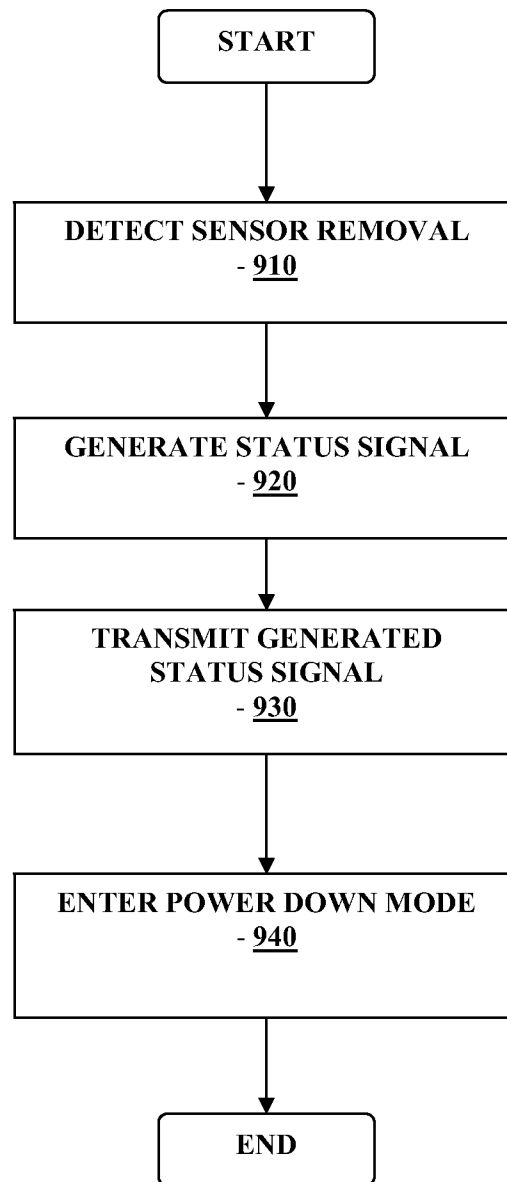 START
DETECT SENSOR REMOVAL
- 910
GENERATE STATUS SIGNAL
- 920
TRANSMIT GENERATED
STATUS SIGNAL
- 930
ENTER POWER DOWN MODE
- 940
END